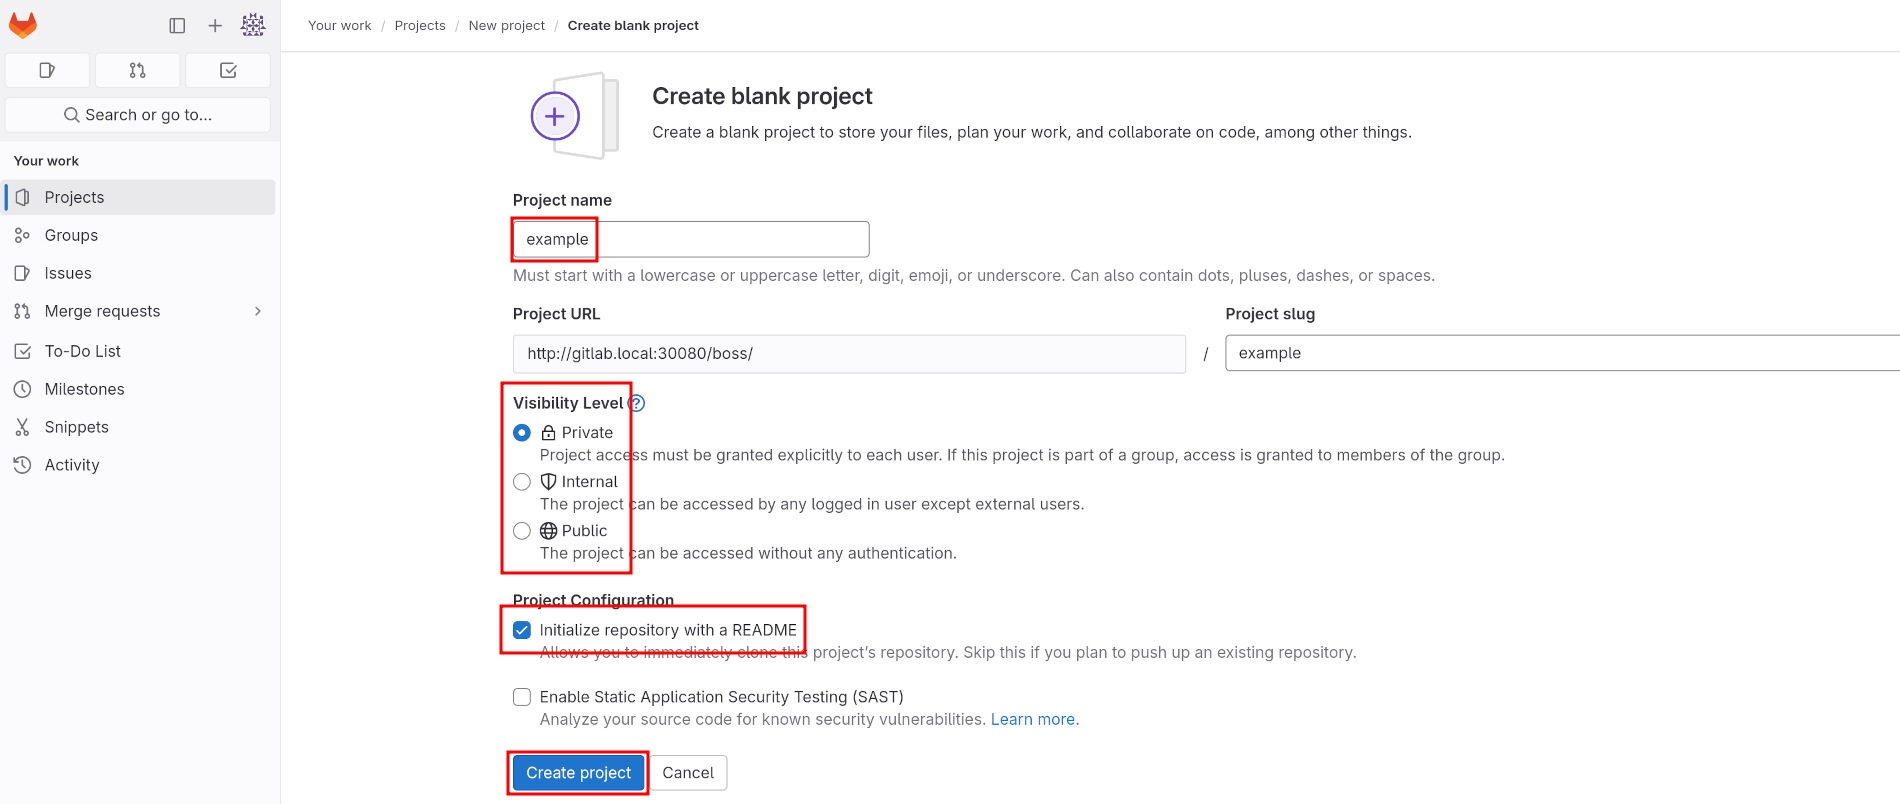 Your work / Projects / New project / Create blank project
Search or go to...
Your work
Projects
Groups
Issues
Merge requests
To-Do List
Milestones
Snippets
Activity
Create blank project
Create a blank project to store your files, plan your work, and collaborate on code, among other things.
Project name
example
Must start with a lowercase or uppercase letter, digit, emoji, or underscore. Can also contain dots, pluses, dashes, or spaces.
Project URL
http://gitlab.local:30080/boss/
/
Project slug
example
Visibility Level
Private
Project access must be granted explicitly to each user. If this project is part of a group, access is granted to members of the group.
Internal
The project can be accessed by any logged in user except external users.
Public
The project can be accessed without any authentication.
Project Configuration
Initialize repository with a README
Allows you to immediately clone this project's repository. Skip this if you plan to push up an existing repository.
Enable Static Application Security Testing (SAST)
Analyze your source code for known security vulnerabilities. Learn more.
Create project
Cancel